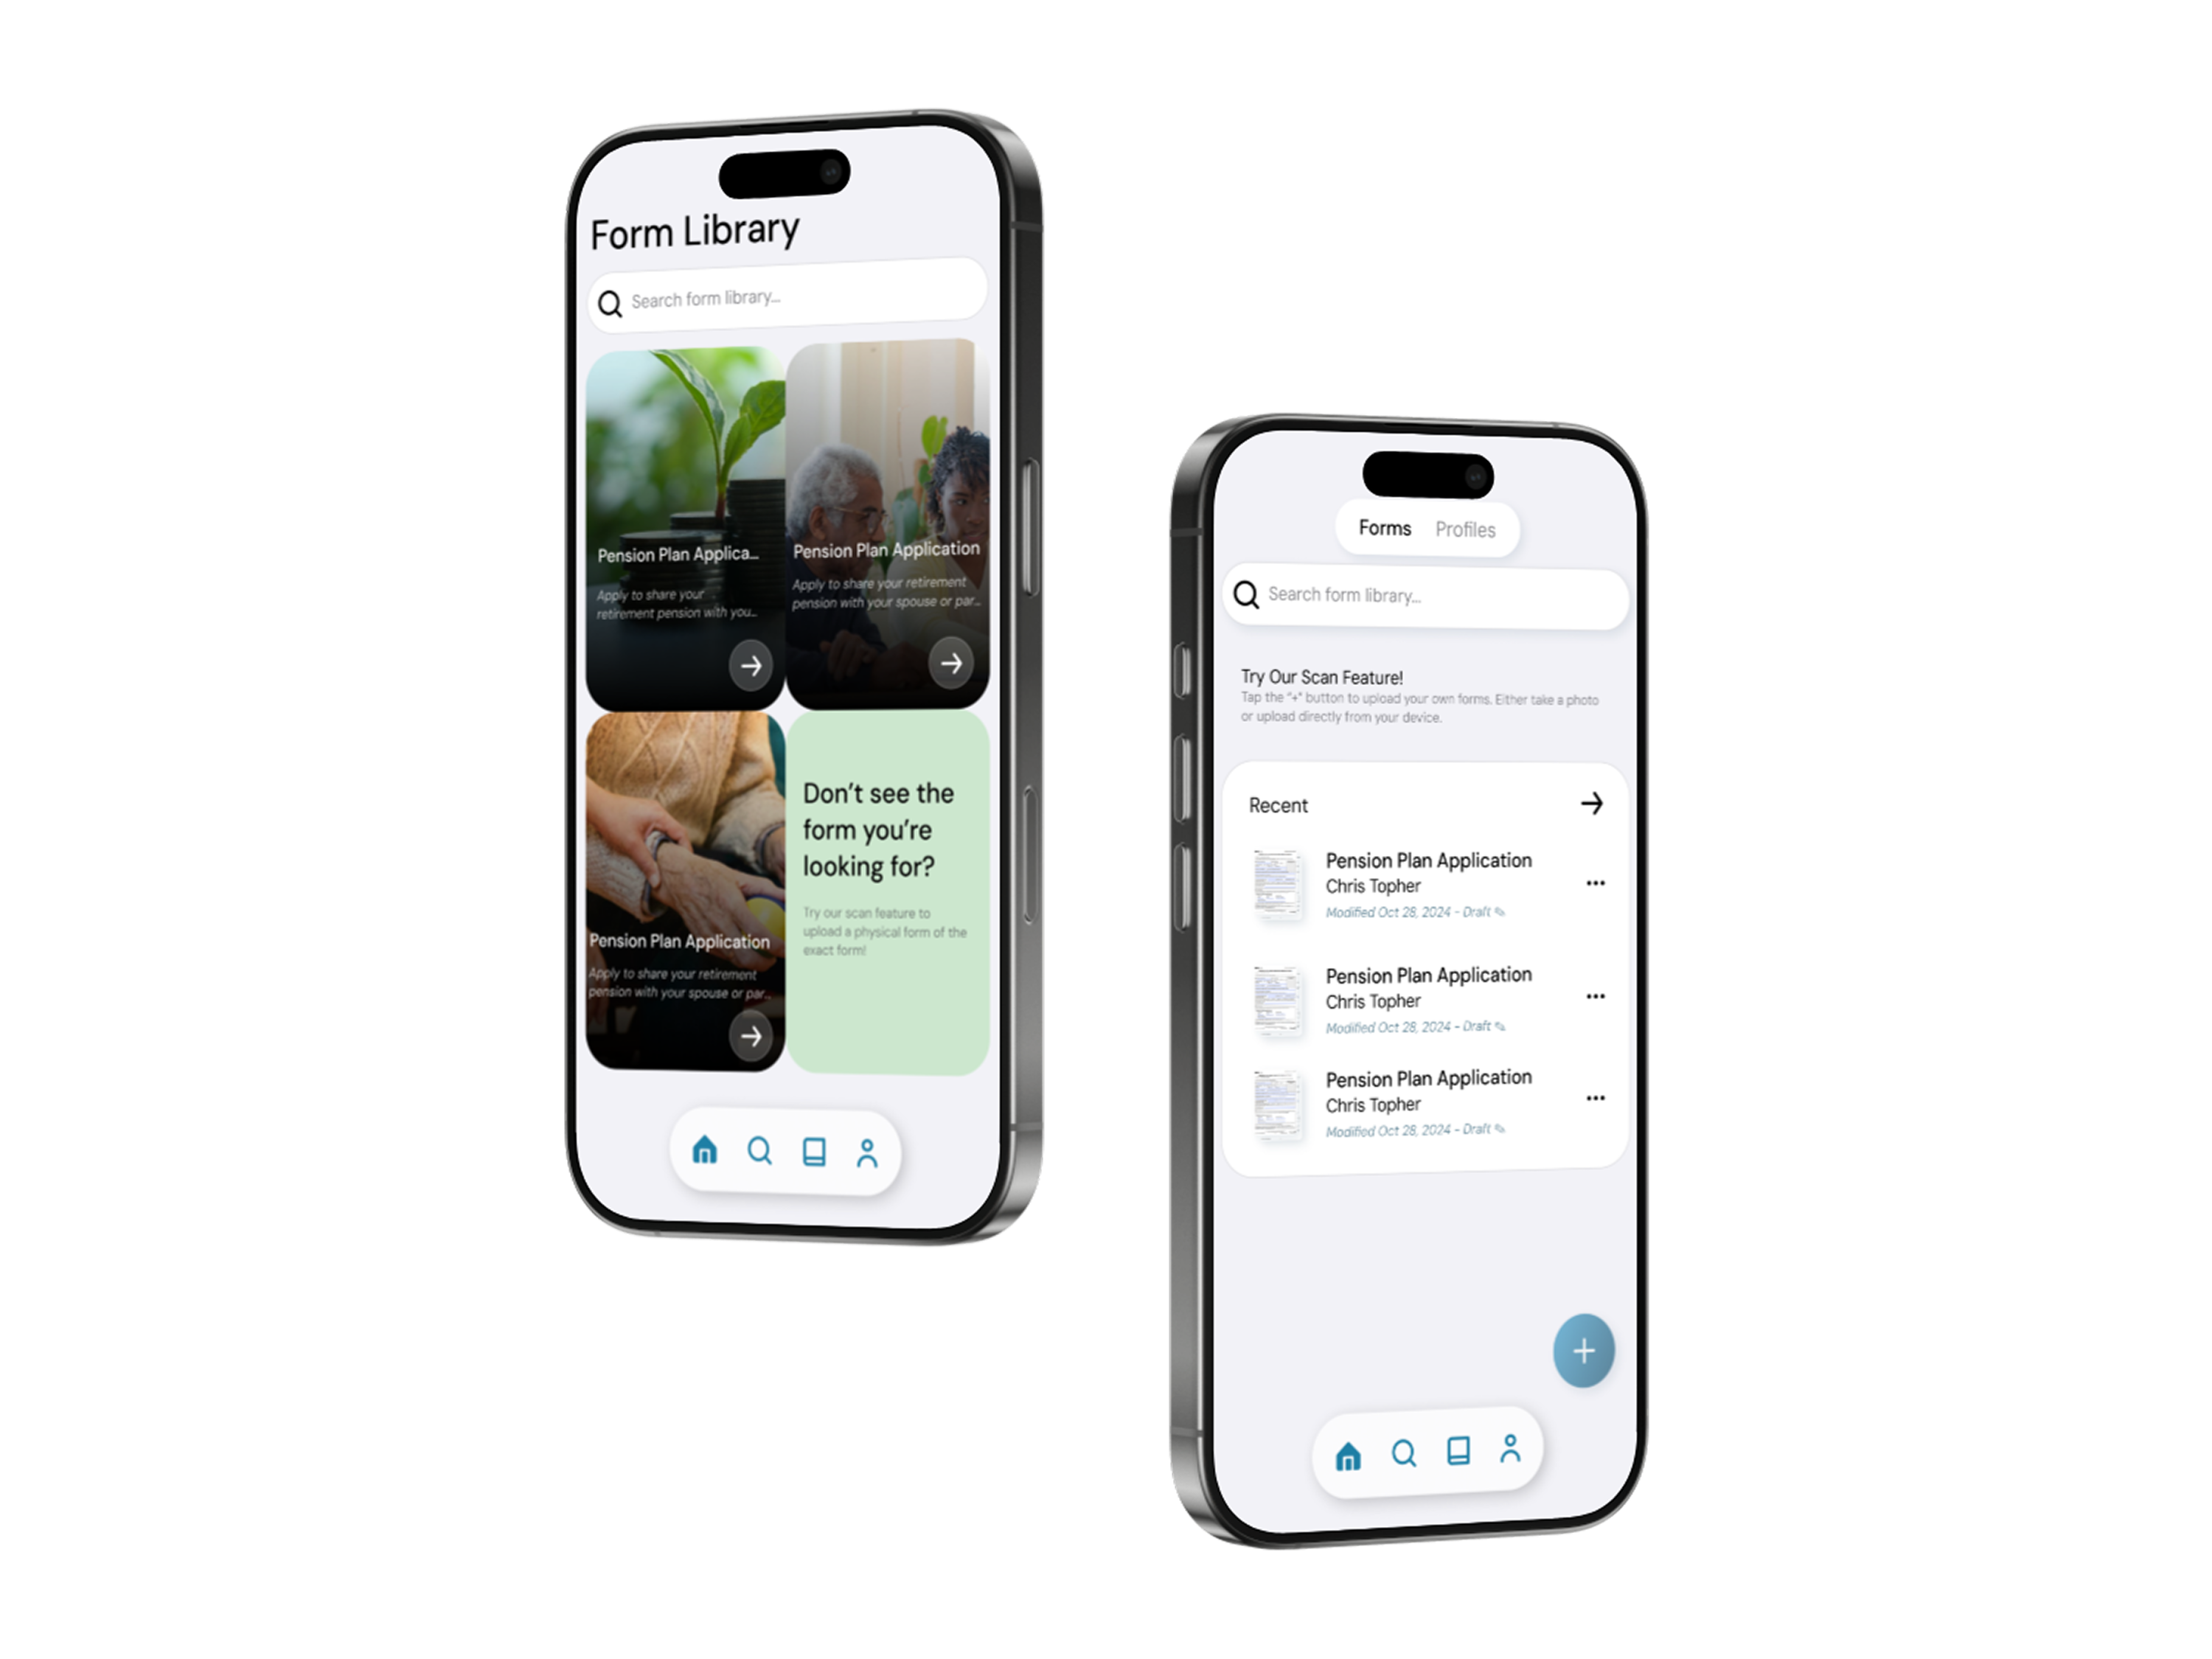 Form Library
Search form library...
Pension Plan Applica...
Apply to share your
retirement pension with you...
Pension Plan Application
Apply to share your retirement
pension with your spouse or par...
Pension Plan Application
Apply to share your retirement
pension with your spouse or par...
Don't see the
form you're
looking for?
Try our scan feature to
upload a physical form of the
exact form!
Forms Profiles
Search form library...
Try Our Scan Feature!
Tap the "+" button to upload your own forms. Either take a photo
or upload directly from your device.
Recent
Pension Plan Application
Chris Topher
Modified Oct 28, 2024 - Draft
Pension Plan Application
Chris Topher
Modified Oct 28, 2024 - Draft
Pension Plan Application
Chris Topher
Modified Oct 28, 2024 - Draft